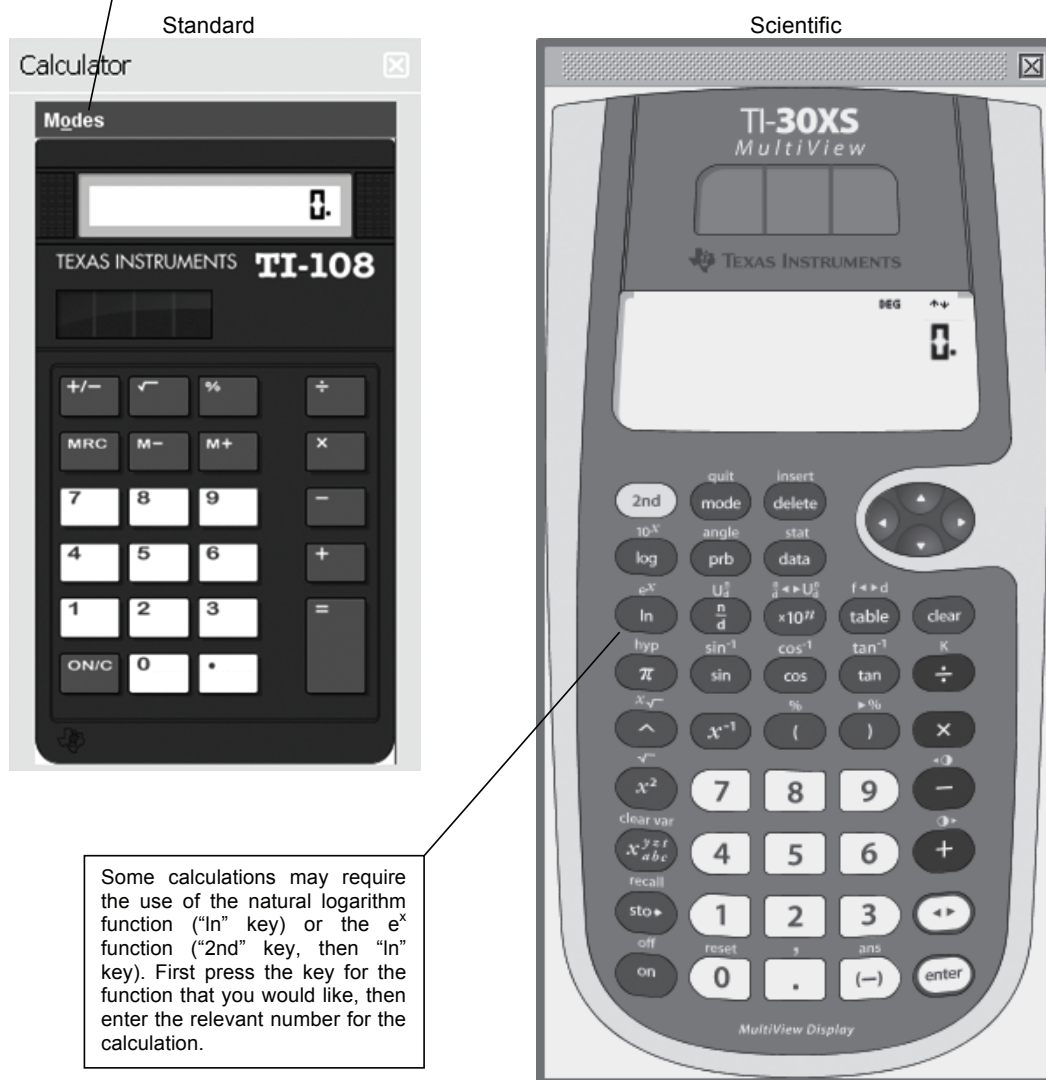 Standard
Scientific
Calculator
Modes
0.
TEXAS INSTRUMENTS TI-108
+/− √ % ÷
MRC M− M+ ×
7 8 9 −
4 5 6 +
1 2 3 =
ON/C 0 •
TI-30XS
MultiView
TEXAS INSTRUMENTS
DEG
0.
quit insert
2nd mode delete
10ˣ angle stat
log prb data
eˣ f◄►d
ln n/d ×10ⁿ table clear
hyp sin⁻¹ cos⁻¹ tan⁻¹ K
π sin cos tan ÷
ˣ√ % ►%
^ x⁻¹ ( ) ×
√
x² 7 8 9 −
clear var
x yzt abc 4 5 6 +
recall
sto► 1 2 3 ◄►
off reset , ans
on 0 . (−) enter
MultiView Display
Some calculations may require
the use of the natural logarithm
function (“ln” key) or the eˣ
function (“2nd” key, then “ln”
key). First press the key for the
function that you would like, then
enter the relevant number for the
calculation.